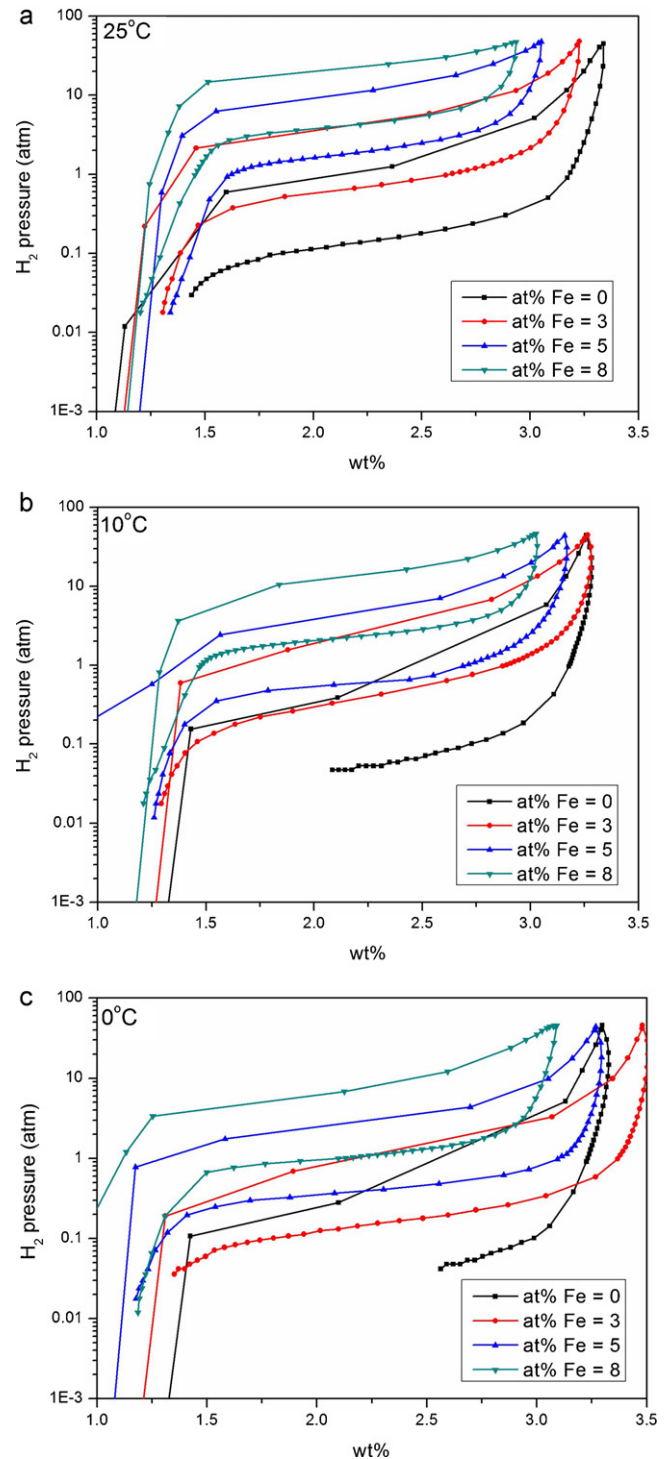 a
25°C
100
10
1
0.1
0.01
1E-3
H₂ pressure (atm)
at% Fe = 0
at% Fe = 3
at% Fe = 5
at% Fe = 8
1.0 1.5 2.0 2.5 3.0 3.5
wt%
b
10°C
100
10
1
0.1
0.01
1E-3
H₂ pressure (atm)
at% Fe = 0
at% Fe = 3
at% Fe = 5
at% Fe = 8
1.0 1.5 2.0 2.5 3.0 3.5
wt%
c
0°C
100
10
1
0.1
0.01
1E-3
H₂ pressure (atm)
at% Fe = 0
at% Fe = 3
at% Fe = 5
at% Fe = 8
1.0 1.5 2.0 2.5 3.0 3.5
wt%